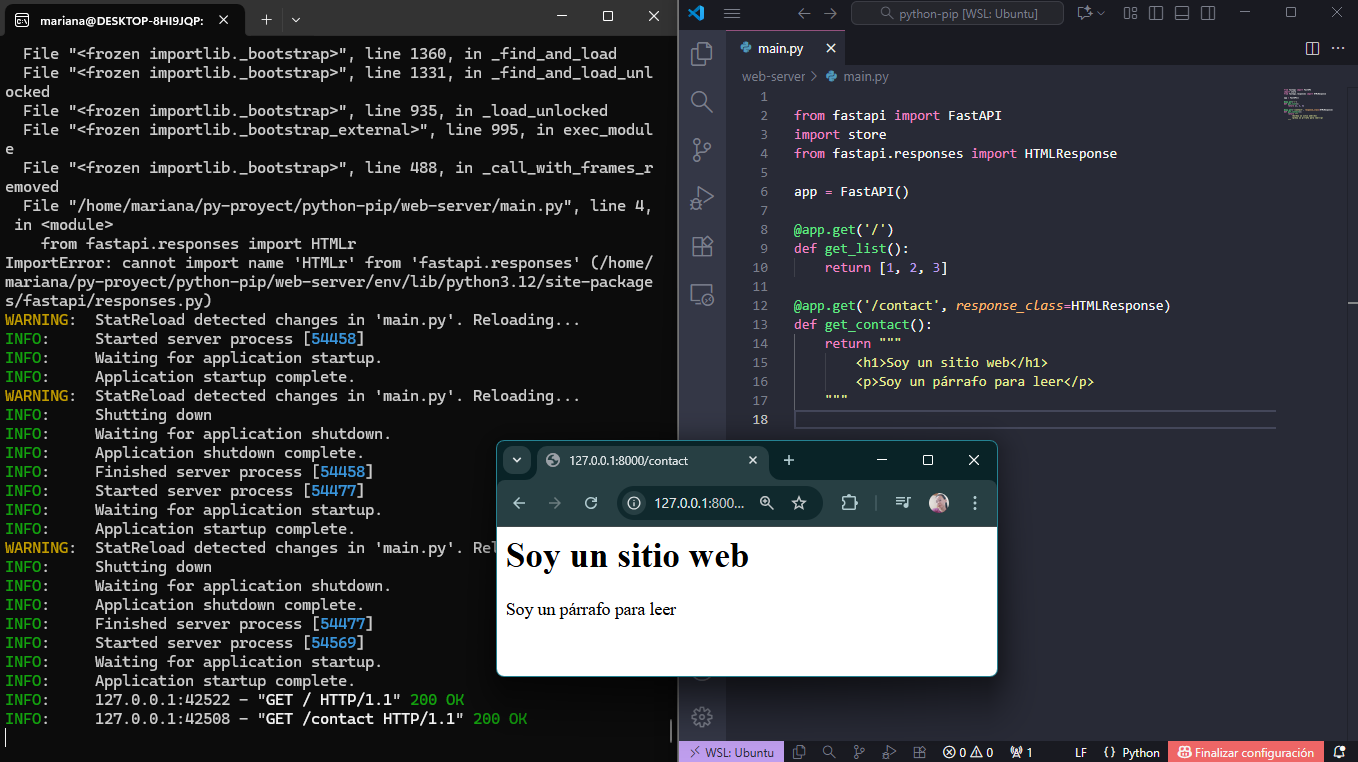 mariana@DESKTOP-8HI9JQP:
File "<frozen importlib._bootstrap>", line 1360, in _find_and_load
File "<frozen importlib._bootstrap>", line 1331, in _find_and_load_unl
ocked
File "<frozen importlib._bootstrap>", line 935, in _load_unlocked
File "<frozen importlib._bootstrap_external>", line 995, in exec_modul
e
File "<frozen importlib._bootstrap>", line 488, in _call_with_frames_r
emoved
File "/home/mariana/py-proyect/python-pip/web-server/main.py", line 4,
in <module>
from fastapi.responses import HTMLr
ImportError: cannot import name 'HTMLr' from 'fastapi.responses' (/home/
mariana/py-proyect/python-pip/web-server/env/lib/python3.12/site-package
s/fastapi/responses.py)
WARNING:  StatReload detected changes in 'main.py'. Reloading...
INFO:     Started server process [54458]
INFO:     Waiting for application startup.
INFO:     Application startup complete.
WARNING:  StatReload detected changes in 'main.py'. Reloading...
INFO:     Shutting down
INFO:     Waiting for application shutdown.
INFO:     Application shutdown complete.
INFO:     Finished server process [54458]
INFO:     Started server process [54477]
INFO:     Waiting for application startup.
INFO:     Application startup complete.
WARNING:  StatReload detected changes in 'main.py'. Rel
INFO:     Shutting down
INFO:     Waiting for application shutdown.
INFO:     Application shutdown complete.
INFO:     Finished server process [54477]
INFO:     Started server process [54569]
INFO:     Waiting for application startup.
INFO:     Application startup complete.
INFO:     127.0.0.1:42522 - "GET / HTTP/1.1" 200 OK
INFO:     127.0.0.1:42508 - "GET /contact HTTP/1.1" 200 OK
python-pip [WSL: Ubuntu]
main.py
web-server > main.py
1
2 from fastapi import FastAPI
3 import store
4 from fastapi.responses import HTMLResponse
5
6 app = FastAPI()
7
8 @app.get('/')
9 def get_list():
10     return [1, 2, 3]
11
12 @app.get('/contact', response_class=HTMLResponse)
13 def get_contact():
14     return """
15         <h1>Soy un sitio web</h1>
16         <p>Soy un párrafo para leer</p>
17     """
18
127.0.0.1:8000/contact
127.0.0.1:800...
Soy un sitio web
Soy un párrafo para leer
WSL: Ubuntu
0 0
1
LF
{ } Python
Finalizar configuración